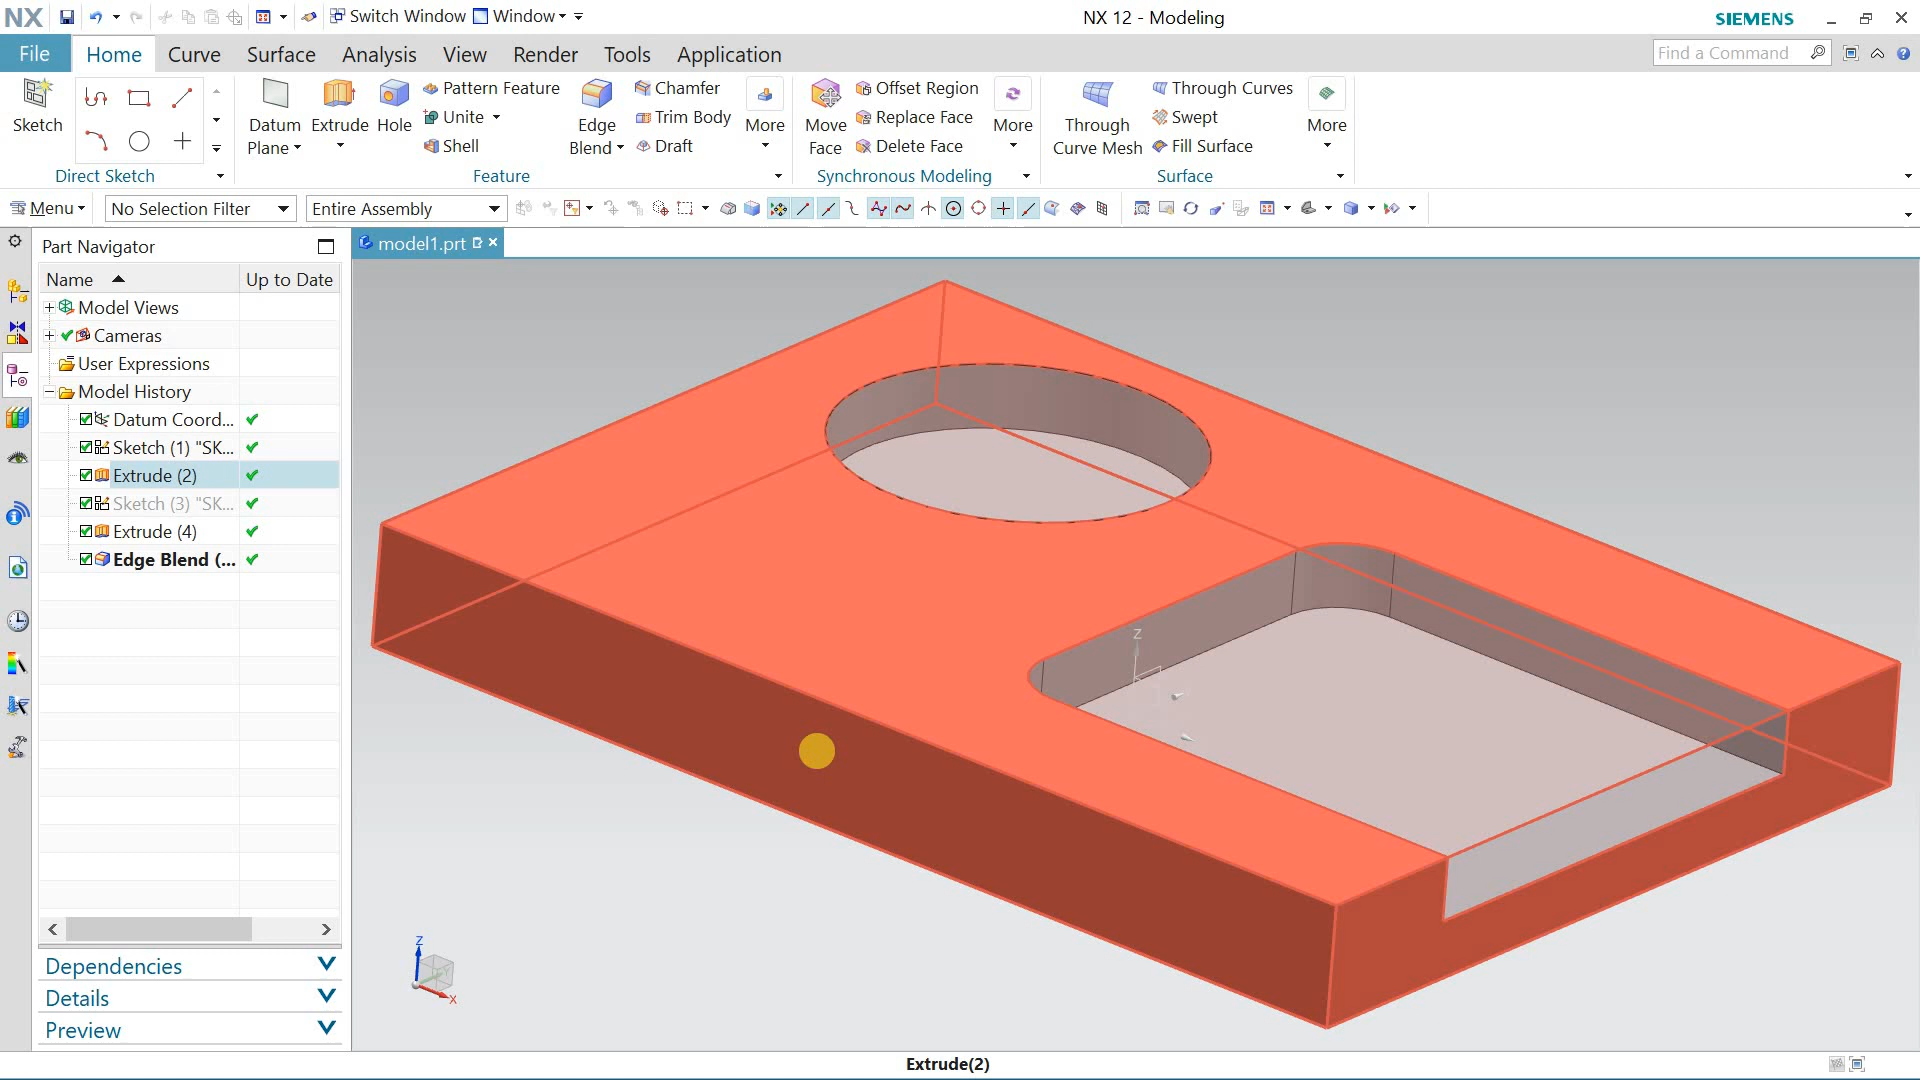 NX Switch Window Window NX 12 - Modeling SIEMENS
File Home Curve Surface Analysis View Render Tools Application Find a Command
Sketch Datum Plane Extrude Hole Pattern Feature Unite Shell Edge Blend Chamfer Trim Body Draft More Move Face Offset Region Replace Face Delete Face More Through Curve Mesh Through Curves Swept Fill Surface More
Direct Sketch Feature Synchronous Modeling Surface
Menu No Selection Filter Entire Assembly
Part Navigator model1.prt
Name Up to Date
Model Views
Cameras
User Expressions
Model History
Datum Coord...
Sketch (1) "SK...
Extrude (2)
Sketch (3) "SK...
Extrude (4)
Edge Blend (...
Z
Z
X
Dependencies
Details
Preview
Extrude(2)